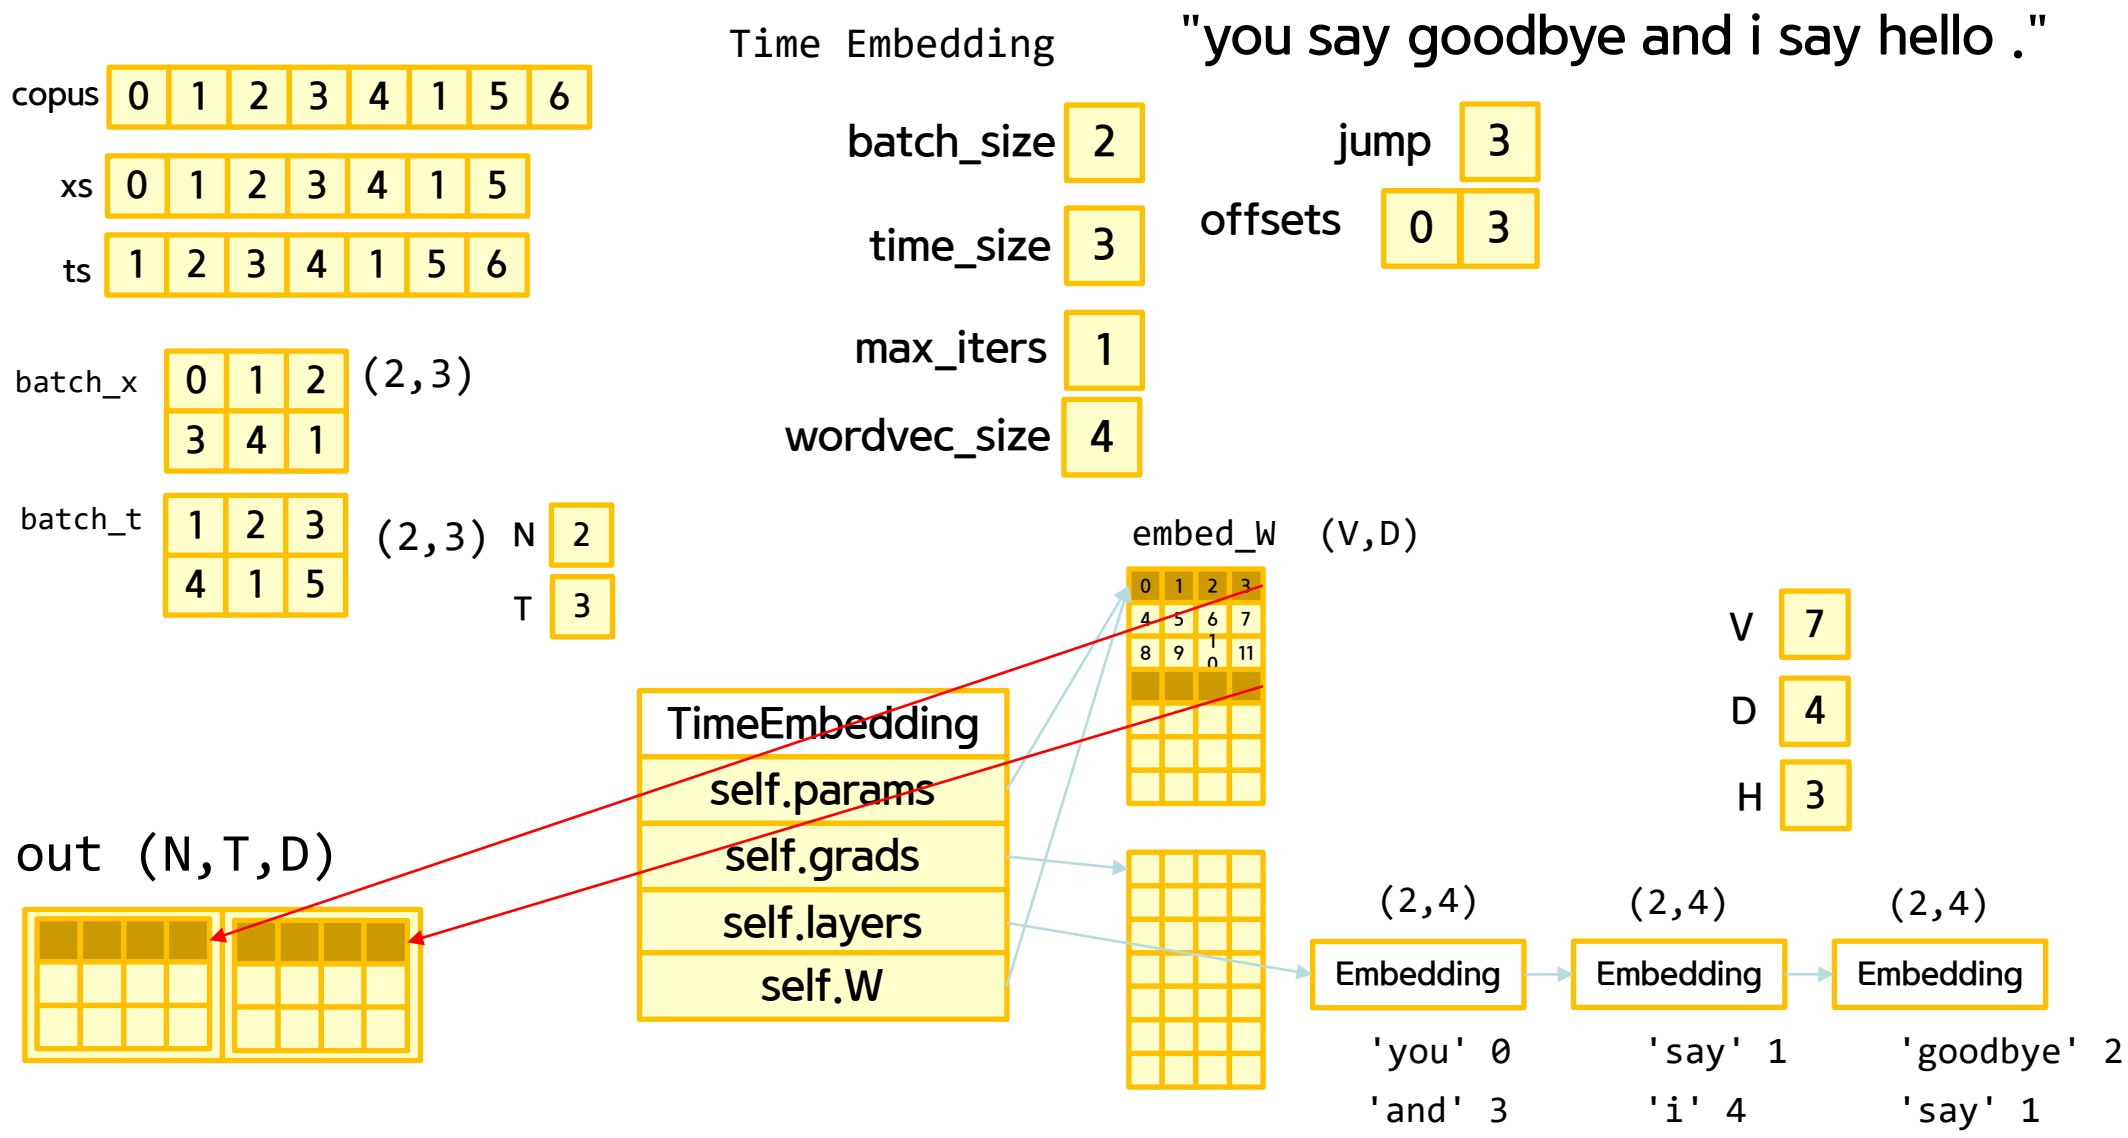 Time Embedding
"you say goodbye and i say hello ."
copus 0 1 2 3 4 1 5 6
xs 0 1 2 3 4 1 5
ts 1 2 3 4 1 5 6
batch_size 2
time_size 3
max_iters 1
wordvec_size 4
jump 3
offsets 0 3
batch_x 0 1 2 (2,3)
3 4 1
batch_t 1 2 3 (2,3)
4 1 5
N 2
T 3
embed_W (V,D)
0 1 2 3
4 5 6 7
8 9 10 11
V 7
D 4
H 3
TimeEmbedding
self.params
self.grads
self.layers
self.W
out (N,T,D)
(2,4) (2,4) (2,4)
Embedding Embedding Embedding
'you' 0 'say' 1 'goodbye' 2
'and' 3 'i' 4 'say' 1